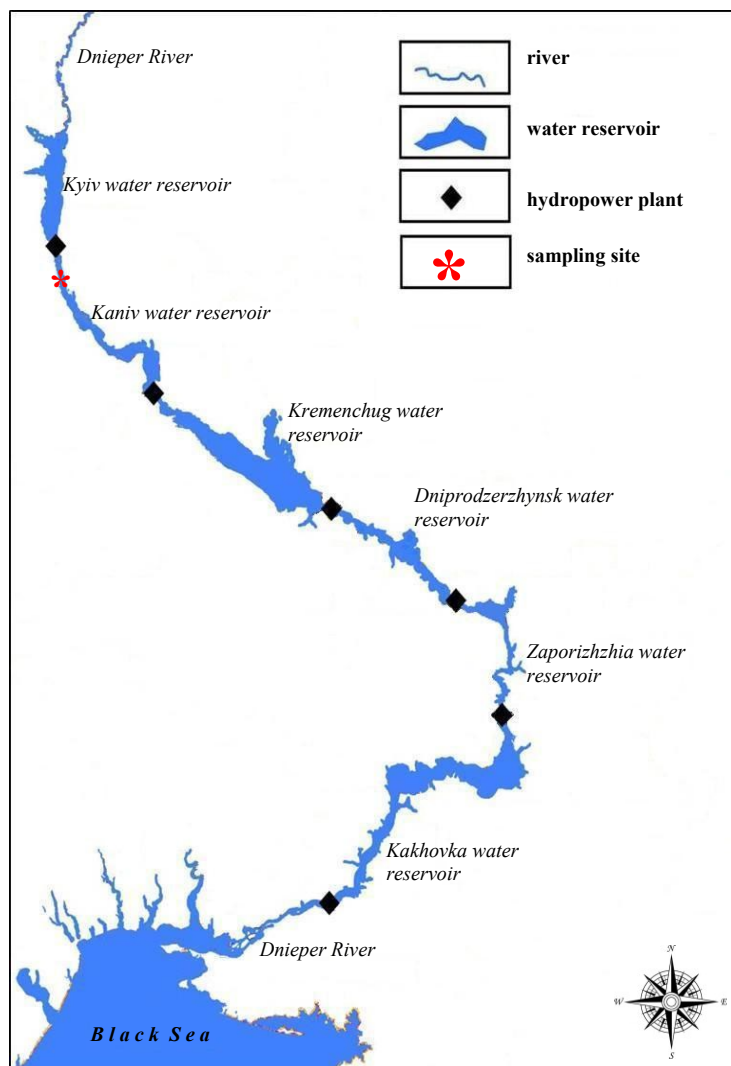 Dnieper River
river
water reservoir
Kyiv water reservoir
hydropower plant
sampling site
Kaniv water reservoir
Kremenchug water
reservoir
Dniprodzerzhynsk water
reservoir
Zaporizhzhia water
reservoir
Kakhovka water
reservoir
Dnieper River
Black Sea
N
W
E
S